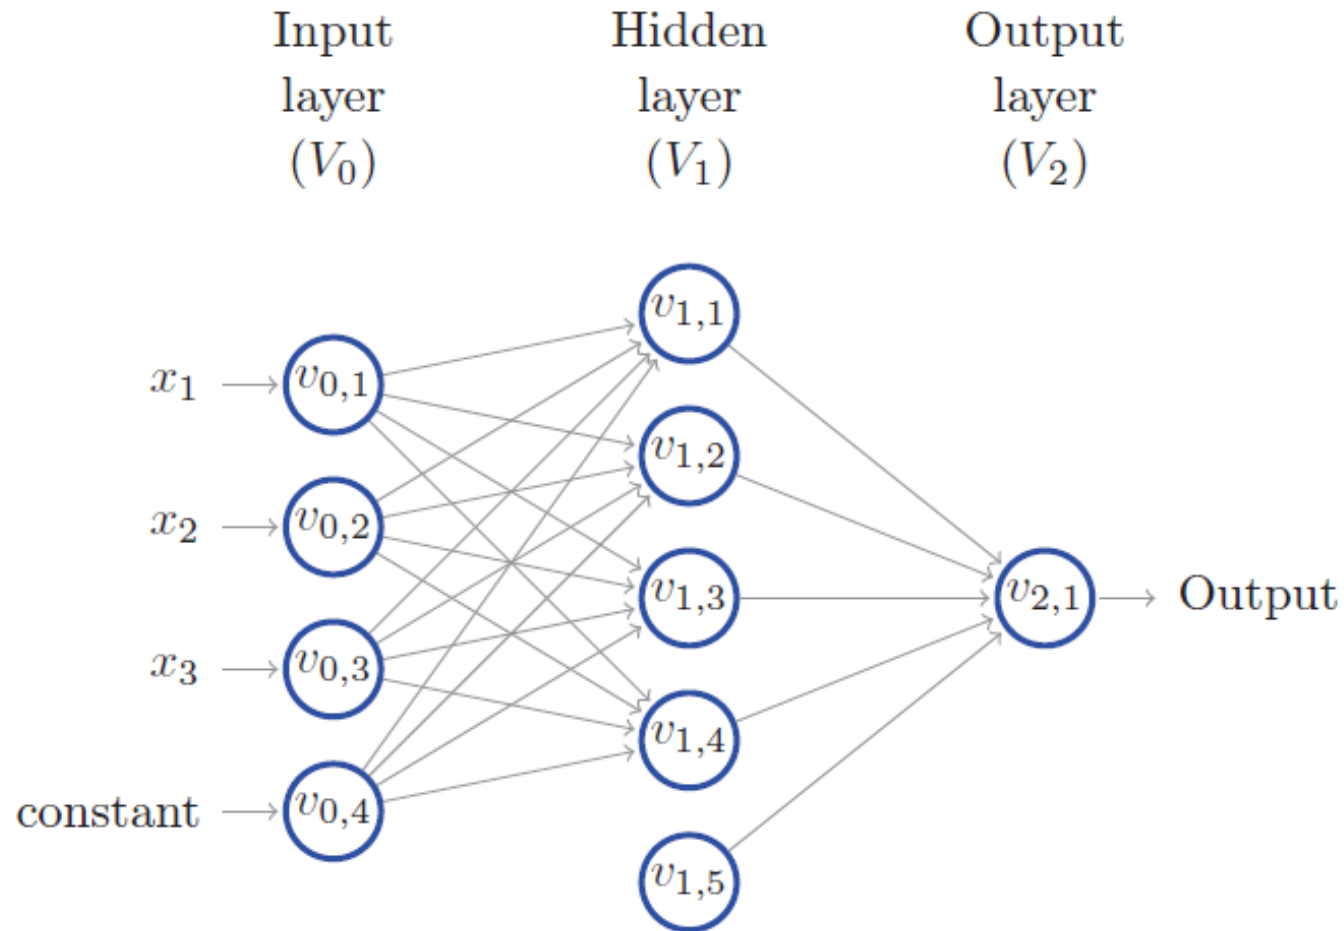 Input
layer
(V₀)
Hidden
layer
(V₁)
Output
layer
(V₂)
x₁
x₂
x₃
constant
v₀,₁
v₀,₂
v₀,₃
v₀,₄
v₁,₁
v₁,₂
v₁,₃
v₁,₄
v₁,₅
v₂,₁
Output